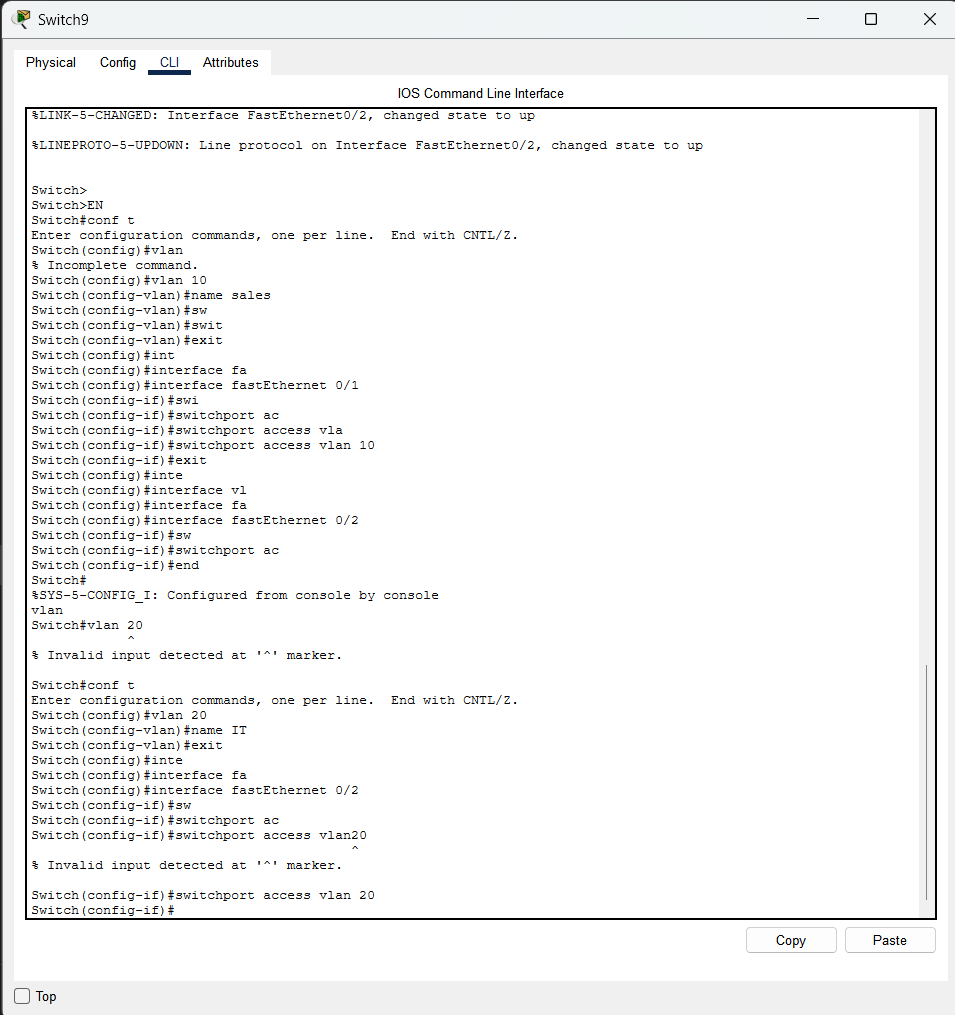 Switch9
Physical Config CLI Attributes
IOS Command Line Interface
%LINK-5-CHANGED: Interface FastEthernet0/2, changed state to up
%LINEPROTO-5-UPDOWN: Line protocol on Interface FastEthernet0/2, changed state to up
Switch>
Switch>EN
Switch#conf t
Enter configuration commands, one per line.  End with CNTL/Z.
Switch(config)#vlan
% Incomplete command.
Switch(config)#vlan 10
Switch(config-vlan)#name sales
Switch(config-vlan)#sw
Switch(config-vlan)#swit
Switch(config-vlan)#exit
Switch(config)#int
Switch(config)#interface fa
Switch(config)#interface fastEthernet 0/1
Switch(config-if)#swi
Switch(config-if)#switchport ac
Switch(config-if)#switchport access vla
Switch(config-if)#switchport access vlan 10
Switch(config-if)#exit
Switch(config)#inte
Switch(config)#interface vl
Switch(config)#interface fa
Switch(config)#interface fastEthernet 0/2
Switch(config-if)#sw
Switch(config-if)#switchport ac
Switch(config-if)#end
Switch#
%SYS-5-CONFIG_I: Configured from console by console
vlan
Switch#vlan 20
^
% Invalid input detected at '^' marker.
Switch#conf t
Enter configuration commands, one per line.  End with CNTL/Z.
Switch(config)#vlan 20
Switch(config-vlan)#name IT
Switch(config-vlan)#exit
Switch(config)#inte
Switch(config)#interface fa
Switch(config)#interface fastEthernet 0/2
Switch(config-if)#sw
Switch(config-if)#switchport ac
Switch(config-if)#switchport access vlan20
^
% Invalid input detected at '^' marker.
Switch(config-if)#switchport access vlan 20
Switch(config-if)#
Copy Paste
Top